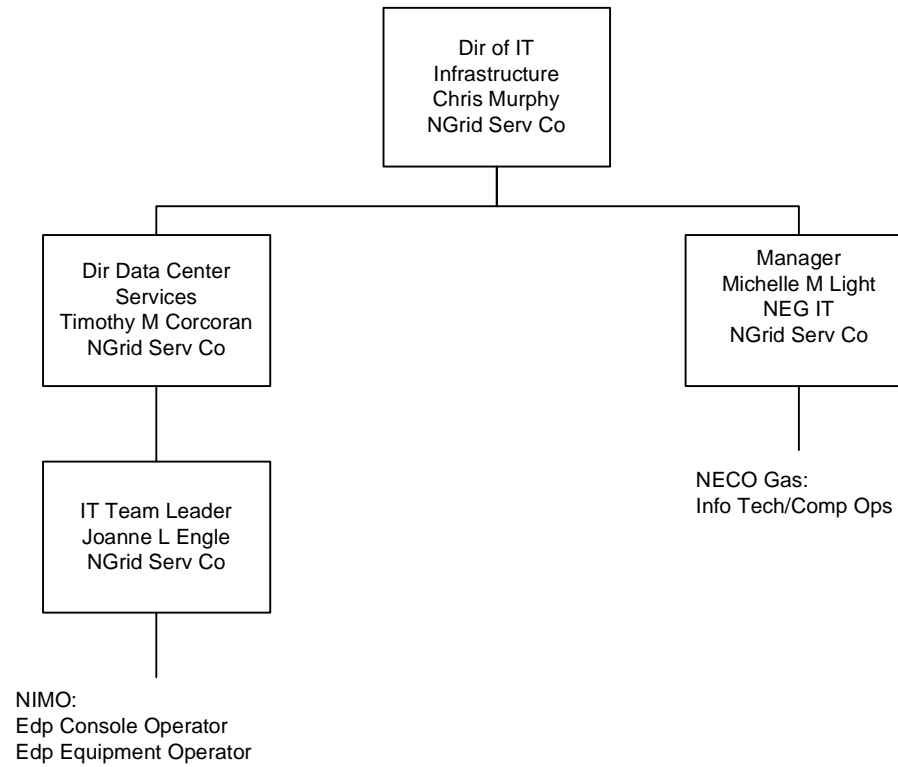 Dir of IT
Infrastructure
Chris Murphy
NGrid Serv Co
Dir Data Center
Services
Timothy M Corcoran
NGrid Serv Co
Manager
Michelle M Light
NEG IT
NGrid Serv Co
IT Team Leader
Joanne L Engle
NGrid Serv Co
NECO Gas:
Info Tech/Comp Ops
NIMO:
Edp Console Operator
Edp Equipment Operator